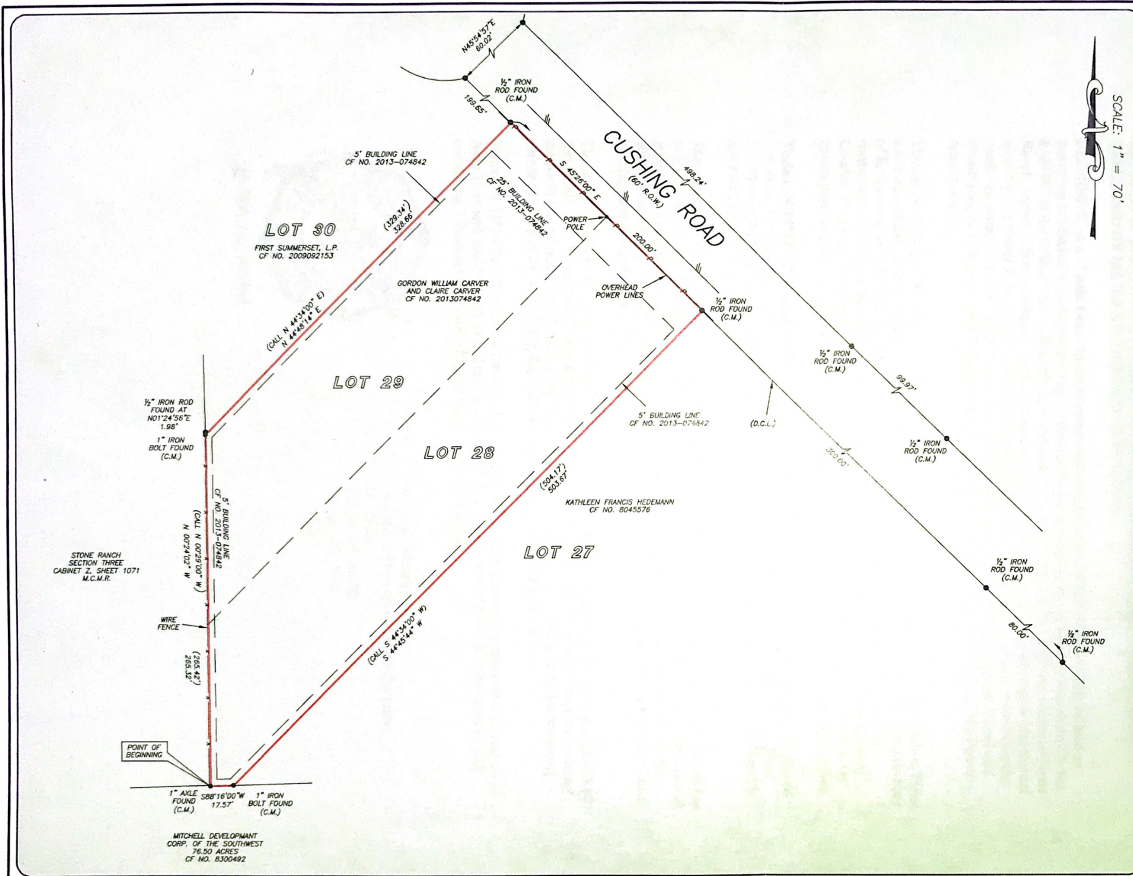 N45°54'57"E
60.02'
½" IRON
ROD FOUND
(C.M.)
199.65'
SCALE: 1" = 70'
5' BUILDING LINE
CF NO. 2013-074842
25' BUILDING LINE
CF NO. 2013-074842
S 45°26'00" E
200.00'
CUSHING ROAD
(60' R.O.W.)
498.24'
POWER
POLE
OVERHEAD
POWER LINES
LOT 30
FIRST SUMMERSET, L.P.
CF NO. 2009092153
(329.34')
328.66'
GORDON WILLIAM CARVER
AND CLAIRE CARVER
CF NO. 2013074842
(CALL N 44°34'00" E)
N 44°48'14" E
½" IRON
ROD FOUND
(C.M.)
½" IRON
ROD FOUND
(C.M.)
99.97'
½" IRON
ROD FOUND
(C.M.)
LOT 29
½" IRON ROD
FOUND AT
N01°24'56"E
1.98'
1" IRON
BOLT FOUND
(C.M.)
5' BUILDING LINE
CF NO. 2013-074842
(D.C.L.)
300.00'
LOT 28
(504.17')
503.67'
KATHLEEN FRANCIS HEDEMANN
CF NO. 8045576
LOT 27
5' BUILDING LINE
CF NO. 2013-074842
(CALL N 00°29'00" W)
N 00°24'02" W
STONE RANCH
SECTION THREE
CABINET Z, SHEET 1071
M.C.M.R.
WIRE
FENCE
(265.42')
265.32'
(CALL S 44°34'00" W)
S 44°45'44" W
½" IRON
ROD FOUND
(C.M.)
80.00'
½" IRON
ROD FOUND
(C.M.)
POINT OF
BEGINNING
1" AXLE
FOUND
(C.M.)
S88°16'00"W
17.57'
1" IRON
BOLT FOUND
(C.M.)
MITCHELL DEVELOPMANT
CORP. OF THE SOUTHWEST
76.50 ACRES
CF NO. 8300492